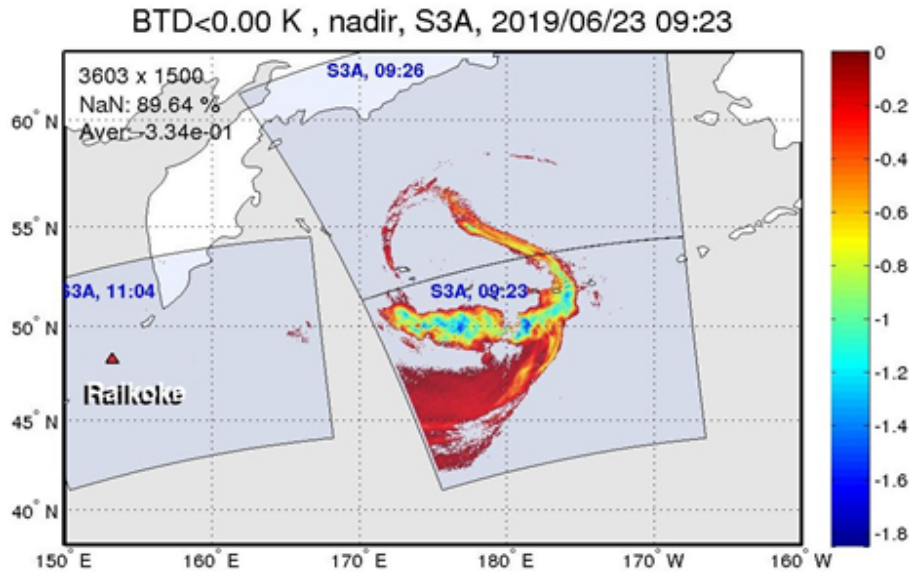 BTD<0.00 K , nadir, S3A, 2019/06/23 09:23
3603 x 1500
NaN: 89.64 %
Aver: -3.34e-01
S3A, 09:26
S3A, 09:23
S3A, 11:04
Raikoke
60° N
55° N
50° N
45° N
40° N
150° E
160° E
170° E
180° E
170° W
160° W
0
-0.2
-0.4
-0.6
-0.8
-1
-1.2
-1.4
-1.6
-1.8